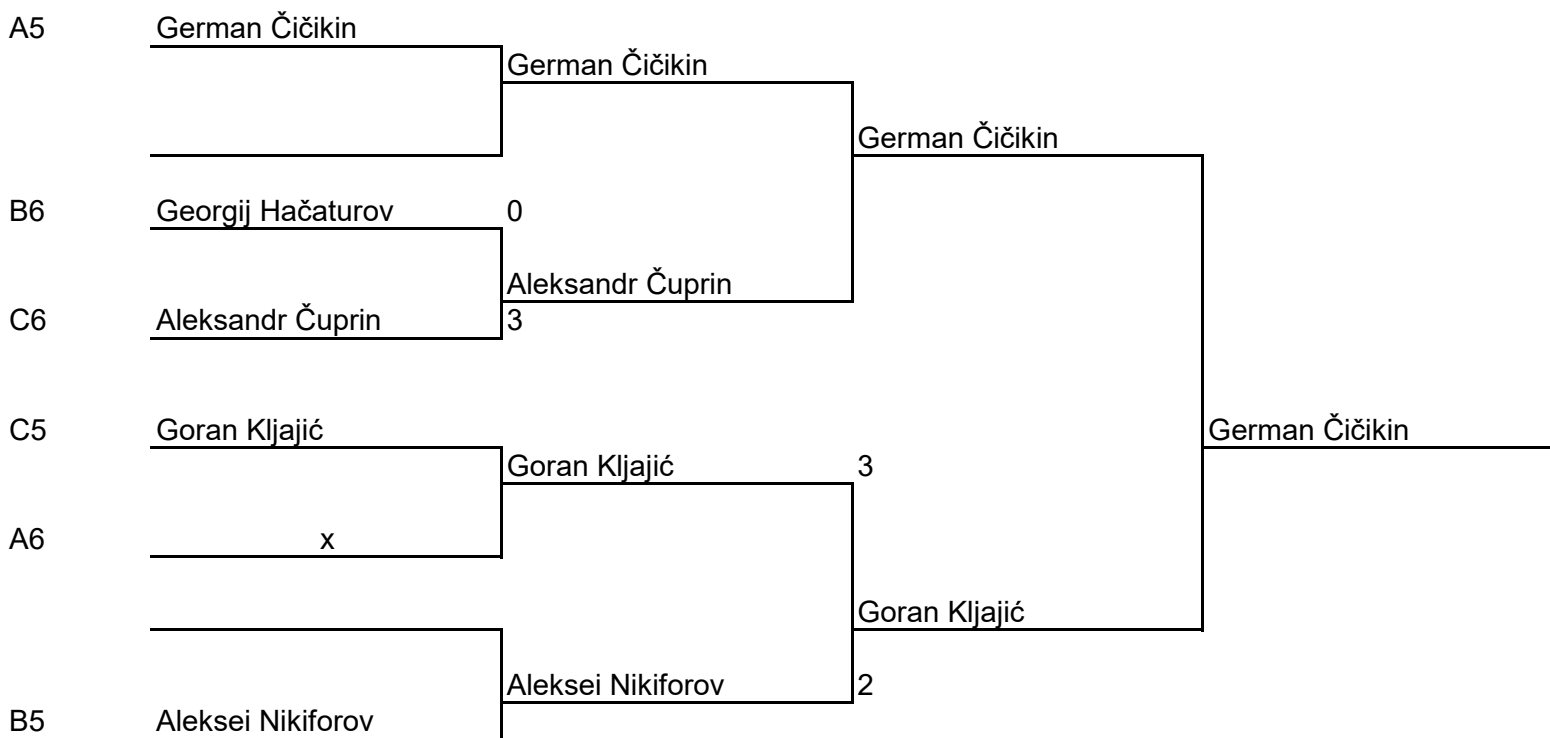 A5 German Čičikin
German Čičikin
German Čičikin
B6 Georgij Hačaturov 0
Aleksandr Čuprin
C6 Aleksandr Čuprin 3
C5 Goran Kljajić German Čičikin
Goran Kljajić 3
A6 x
Goran Kljajić
Aleksei Nikiforov 2
B5 Aleksei Nikiforov